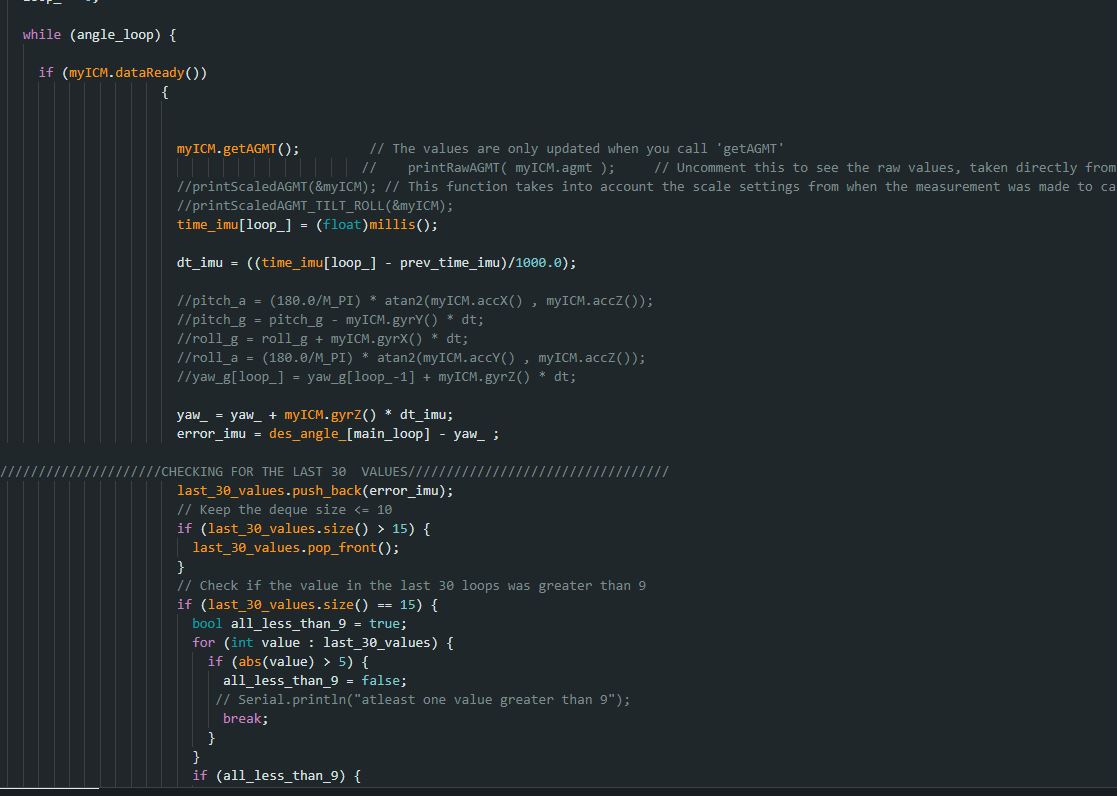 while (angle_loop) {
if (myICM.dataReady())
{
myICM.getAGMT();         // The values are only updated when you call 'getAGMT'
//    printRawAGMT( myICM.agmt );     // Uncomment this to see the raw values, taken directly from
//printScaledAGMT(&myICM); // This function takes into account the scale settings from when the measurement was made to ca
//printScaledAGMT_TILT_ROLL(&myICM);
time_imu[loop_] = (float)millis();
dt_imu = ((time_imu[loop_] - prev_time_imu)/1000.0);
//pitch_a = (180.0/M_PI) * atan2(myICM.accX() , myICM.accZ());
//pitch_g = pitch_g - myICM.gyrY() * dt;
//roll_g = roll_g + myICM.gyrX() * dt;
//roll_a = (180.0/M_PI) * atan2(myICM.accY() , myICM.accZ());
//yaw_g[loop_] = yaw_g[loop_-1] + myICM.gyrZ() * dt;
yaw_ = yaw_ + myICM.gyrZ() * dt_imu;
error_imu = des_angle_[main_loop] - yaw_ ;
/////////////////////CHECKING FOR THE LAST 30  VALUES//////////////////////////////////
last_30_values.push_back(error_imu);
// Keep the deque size <= 10
if (last_30_values.size() > 15) {
last_30_values.pop_front();
}
// Check if the value in the last 30 loops was greater than 9
if (last_30_values.size() == 15) {
bool all_less_than_9 = true;
for (int value : last_30_values) {
if (abs(value) > 5) {
all_less_than_9 = false;
// Serial.println("atleast one value greater than 9");
break;
}
}
if (all_less_than_9) {